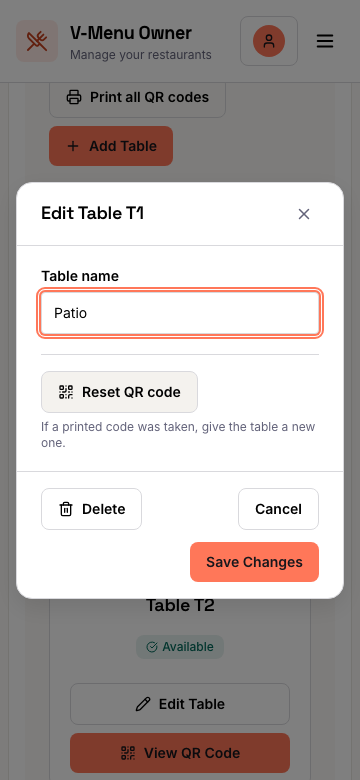 V-Menu Owner
Manage your restaurants
Print all QR codes
Add Table
Edit Table T1
Table name
Patio
Reset QR code
If a printed code was taken, give the table a new
one.
Delete
Cancel
Save Changes
Table T2
Available
Edit Table
View QR Code